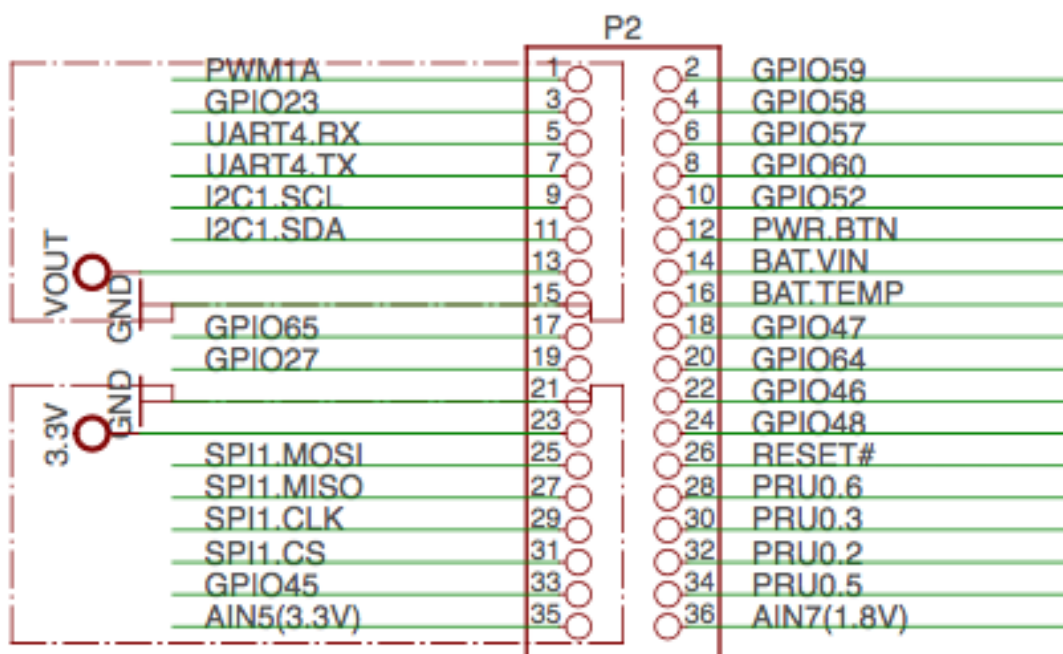 P2
PWM1A 1 2 GPIO59
GPIO23 3 4 GPIO58
UART4.RX 5 6 GPIO57
UART4.TX 7 8 GPIO60
I2C1.SCL 9 10 GPIO52
I2C1.SDA 11 12 PWR.BTN
VOUT 13 14 BAT.VIN
GND 15 16 BAT.TEMP
GPIO65 17 18 GPIO47
GPIO27 19 20 GPIO64
GND 21 22 GPIO46
3.3V 23 24 GPIO48
SPI1.MOSI 25 26 RESET#
SPI1.MISO 27 28 PRU0.6
SPI1.CLK 29 30 PRU0.3
SPI1.CS 31 32 PRU0.2
GPIO45 33 34 PRU0.5
AIN5(3.3V) 35 36 AIN7(1.8V)